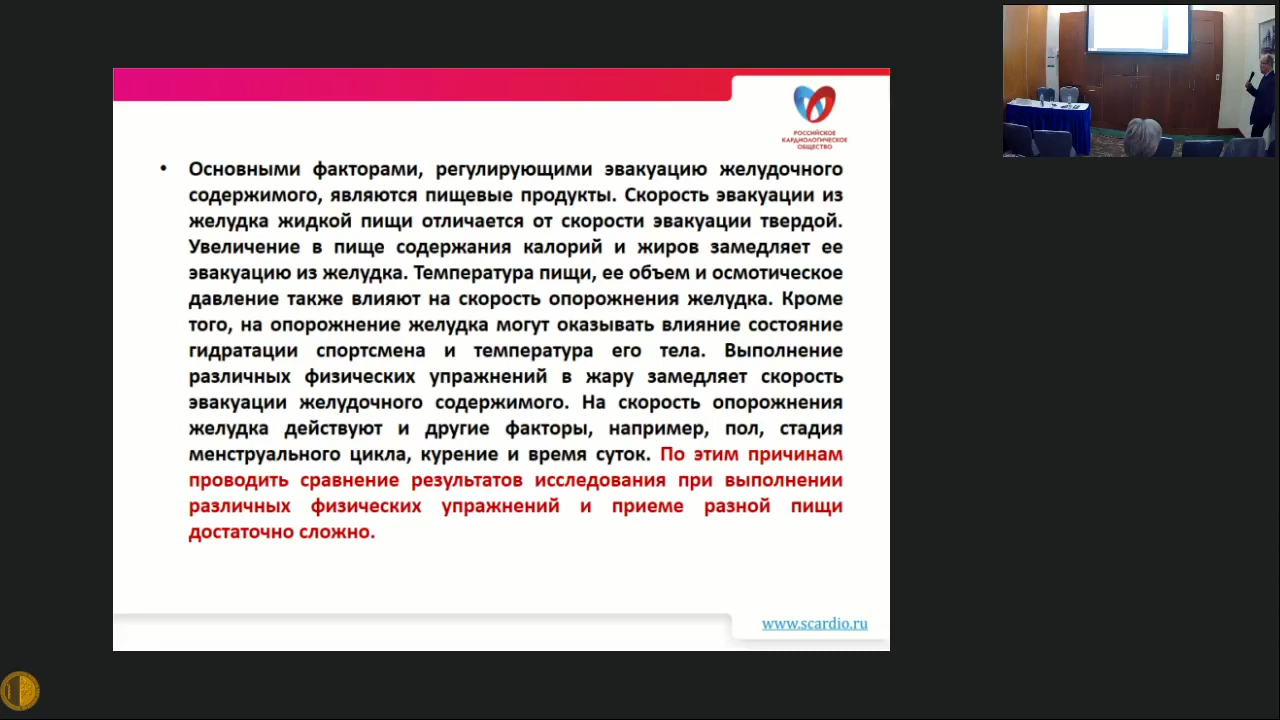 РОССИЙСКОЕ
КАРДИОЛОГИЧЕСКОЕ
ОБЩЕСТВО
• Основными факторами, регулирующими эвакуацию желудочного
содержимого, являются пищевые продукты. Скорость эвакуации из
желудка жидкой пищи отличается от скорости эвакуации твердой.
Увеличение в пище содержания калорий и жиров замедляет ее
эвакуацию из желудка. Температура пищи, ее объем и осмотическое
давление также влияют на скорость опорожнения желудка. Кроме
того, на опорожнение желудка могут оказывать влияние состояние
гидратации спортсмена и температура его тела. Выполнение
различных физических упражнений в жару замедляет скорость
эвакуации желудочного содержимого. На скорость опорожнения
желудка действуют и другие факторы, например, пол, стадия
менструального цикла, курение и время суток. По этим причинам
проводить сравнение результатов исследования при выполнении
различных физических упражнений и приеме разной пищи
достаточно сложно.
www.scardio.ru